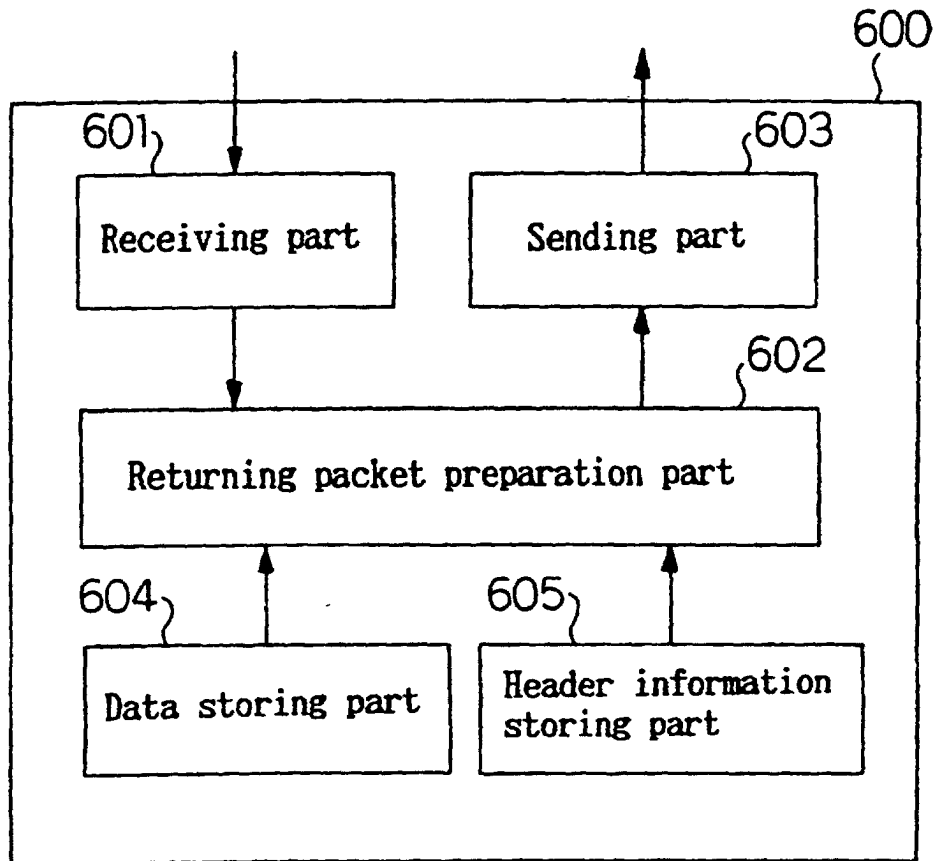 600
601
603
Receiving part
Sending part
602
Returning packet preparation part
604
605
Data storing part
Header information
storing part